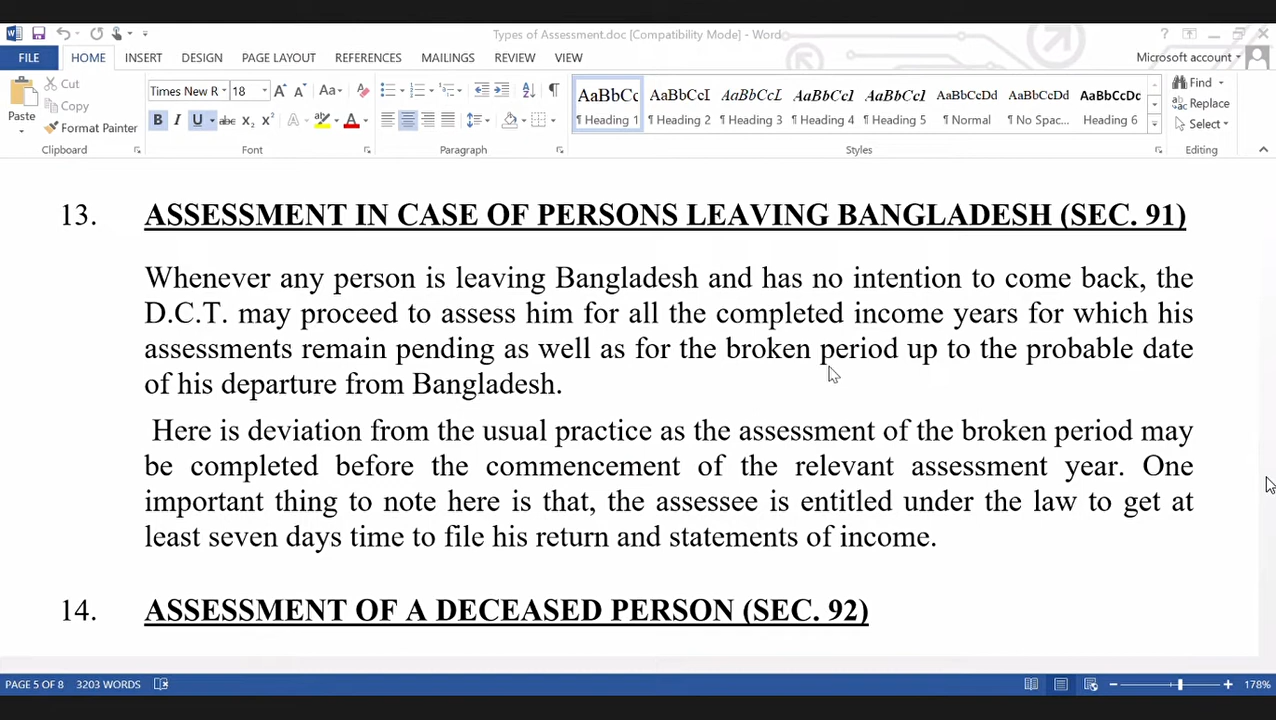 Types of Assessment.doc [Compatibility Mode] - Word
FILE HOME INSERT DESIGN PAGE LAYOUT REFERENCES MAILINGS REVIEW VIEW Microsoft account
Cut
Copy
Format Painter
Paste
Clipboard
Times New R 18 Aa
B I U abc X₂ X² A A
Font
Paragraph
AaBbCc AaBbCcI AaBbCcL AaBbCcI AaBbCcI AaBbCcDd AaBbCcDd AaBbCcDc
¶ Heading 1 ¶ Heading 2 ¶ Heading 3 ¶ Heading 4 ¶ Heading 5 ¶ Normal ¶ No Spac... Heading 6
Styles
Find
Replace
Select
Editing
13. ASSESSMENT IN CASE OF PERSONS LEAVING BANGLADESH (SEC. 91)
Whenever any person is leaving Bangladesh and has no intention to come back, the
D.C.T. may proceed to assess him for all the completed income years for which his
assessments remain pending as well as for the broken period up to the probable date
of his departure from Bangladesh.
Here is deviation from the usual practice as the assessment of the broken period may
be completed before the commencement of the relevant assessment year. One
important thing to note here is that, the assessee is entitled under the law to get at
least seven days time to file his return and statements of income.
14. ASSESSMENT OF A DECEASED PERSON (SEC. 92)
PAGE 5 OF 8 3203 WORDS 178%